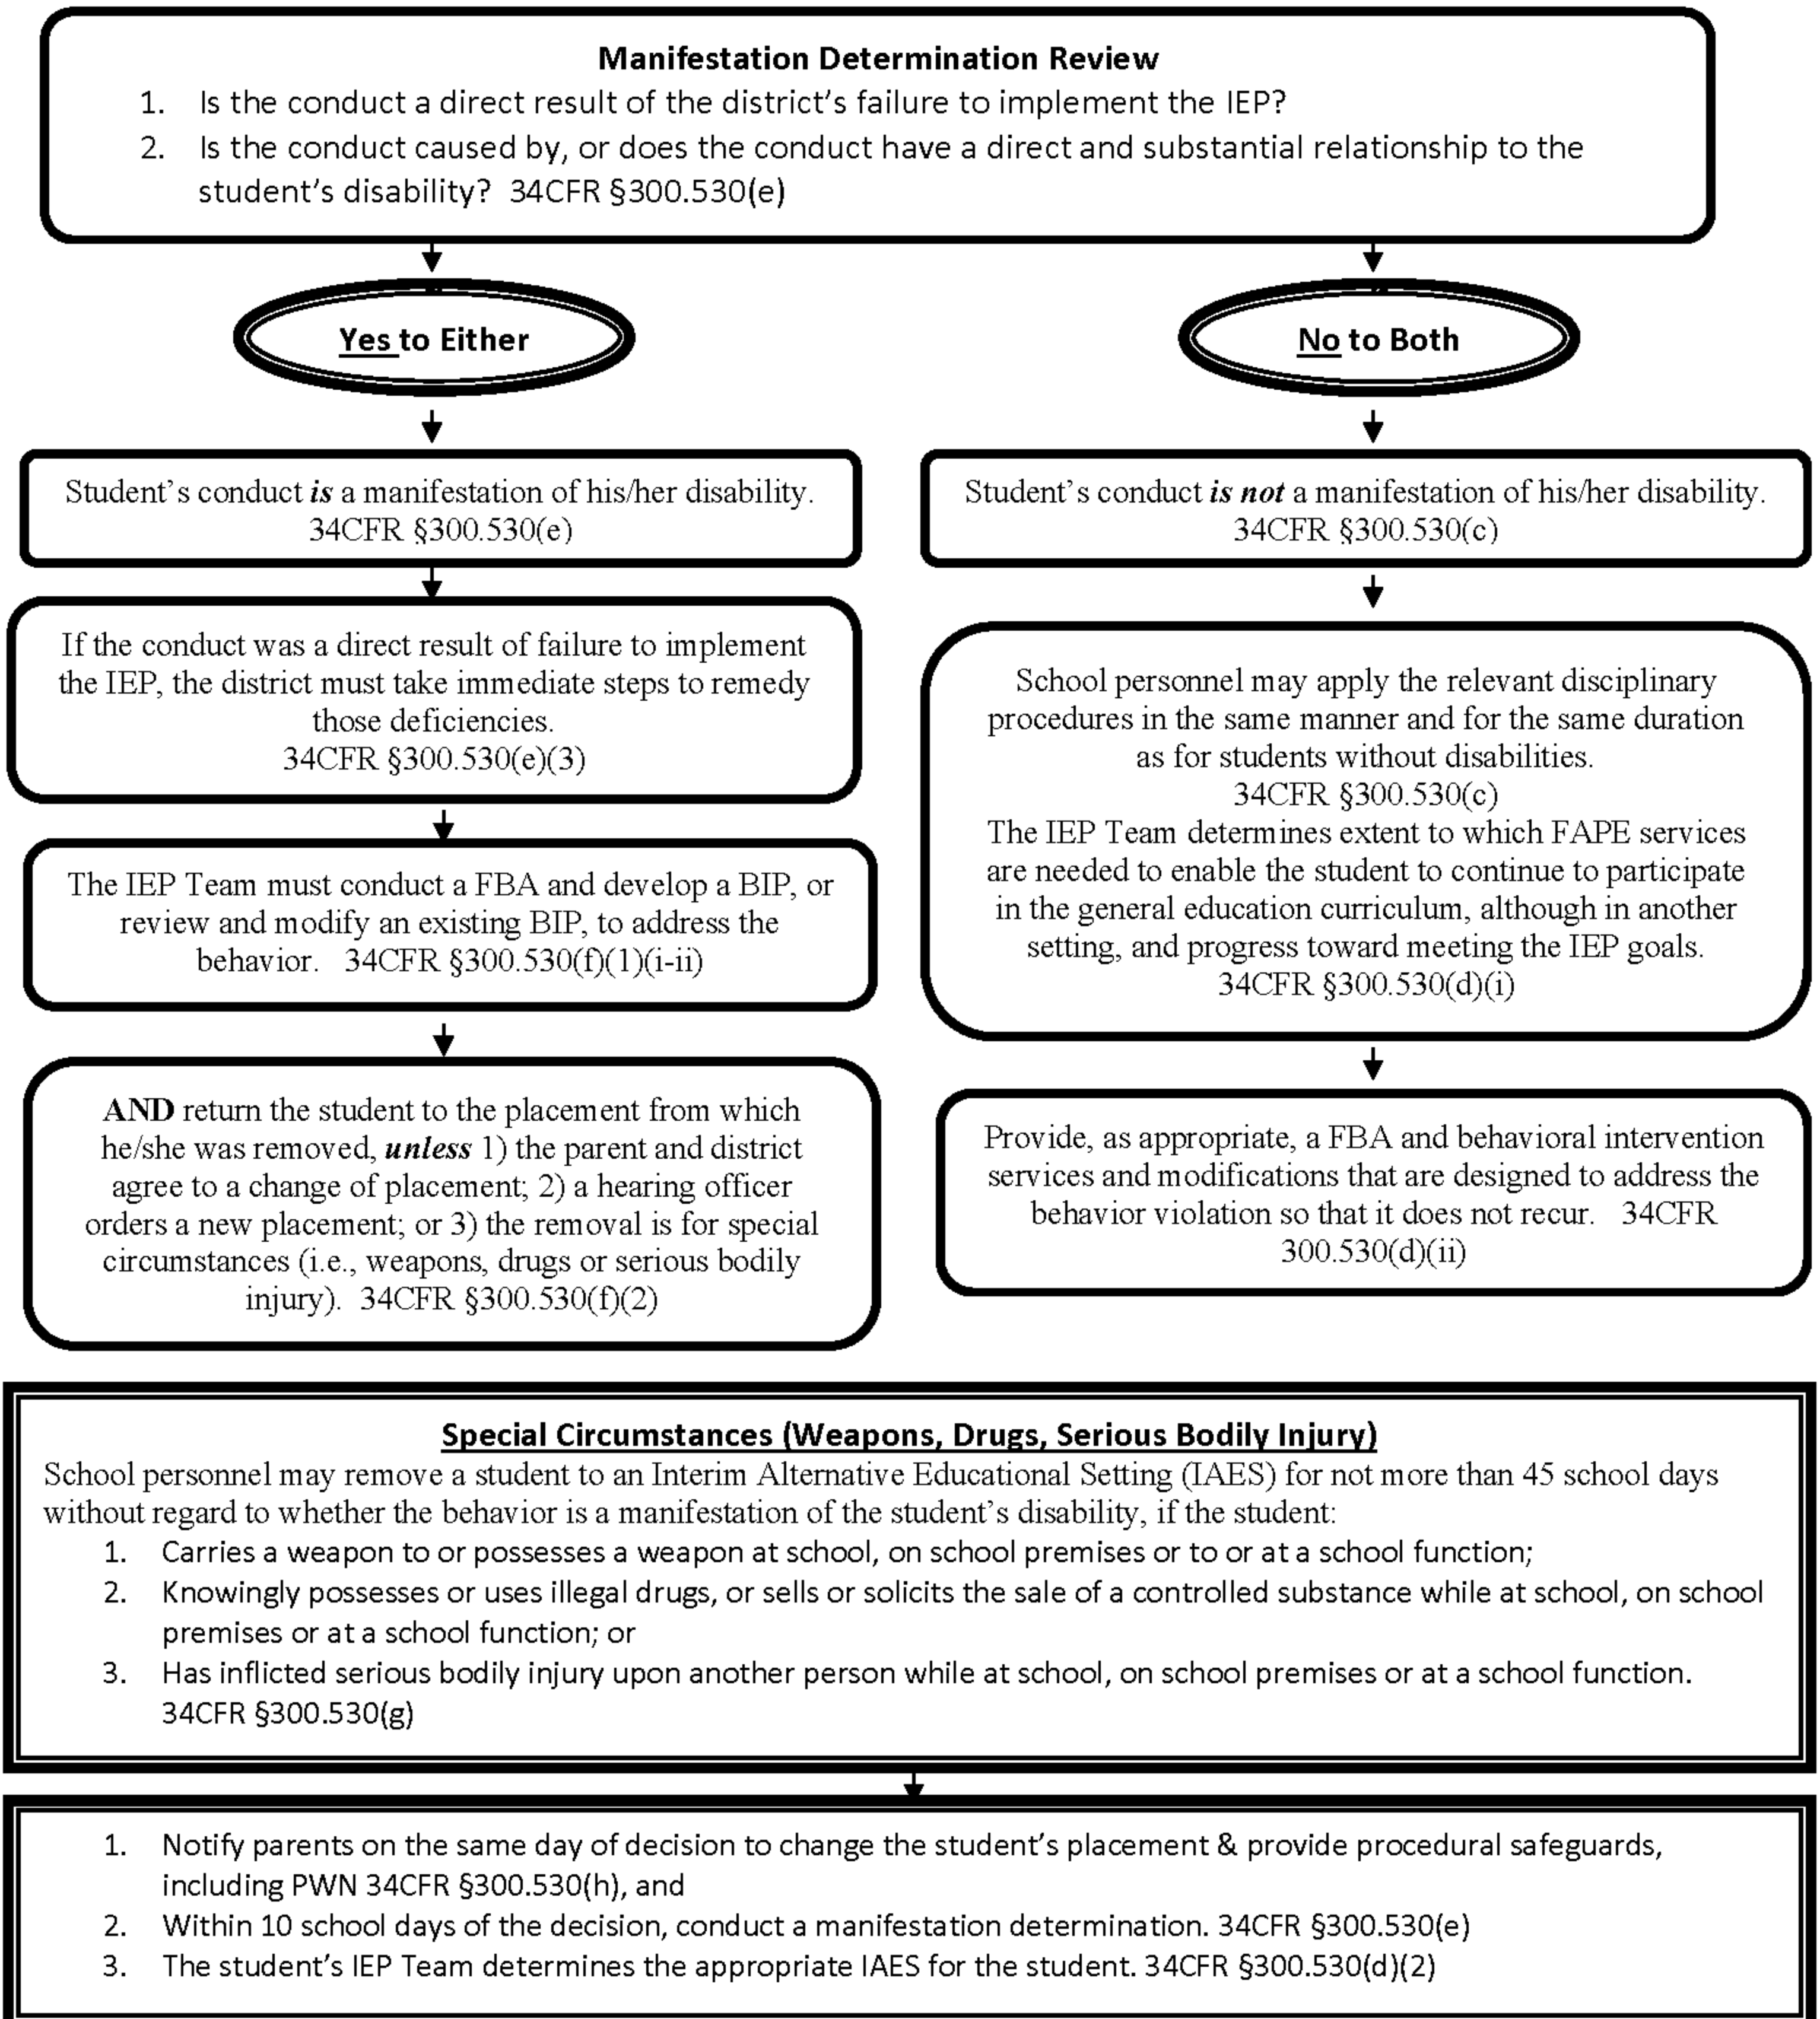 Manifestation Determination Review
1. Is the conduct a direct result of the district's failure to implement the IEP?
2. Is the conduct caused by, or does the conduct have a direct and substantial relationship to the
student's disability? 34CFR §300.530(e)
Yes to Either
No to Both
Student's conduct is a manifestation of his/her disability.
34CFR §300.530(e)
Student's conduct is not a manifestation of his/her disability.
34CFR §300.530(c)
If the conduct was a direct result of failure to implement
the IEP, the district must take immediate steps to remedy
those deficiencies.
34CFR §300.530(e)(3)
The IEP Team must conduct a FBA and develop a BIP, or
review and modify an existing BIP, to address the
behavior. 34CFR §300.530(f)(1)(i-ii)
AND return the student to the placement from which
he/she was removed, unless 1) the parent and district
agree to a change of placement; 2) a hearing officer
orders a new placement; or 3) the removal is for special
circumstances (i.e., weapons, drugs or serious bodily
injury). 34CFR §300.530(f)(2)
School personnel may apply the relevant disciplinary
procedures in the same manner and for the same duration
as for students without disabilities.
34CFR §300.530(c)
The IEP Team determines extent to which FAPE services
are needed to enable the student to continue to participate
in the general education curriculum, although in another
setting, and progress toward meeting the IEP goals.
34CFR §300.530(d)(i)
Provide, as appropriate, a FBA and behavioral intervention
services and modifications that are designed to address the
behavior violation so that it does not recur. 34CFR
300.530(d)(ii)
Special Circumstances (Weapons, Drugs, Serious Bodily Injury)
School personnel may remove a student to an Interim Alternative Educational Setting (IAES) for not more than 45 school days
without regard to whether the behavior is a manifestation of the student's disability, if the student:
1. Carries a weapon to or possesses a weapon at school, on school premises or to or at a school function;
2. Knowingly possesses or uses illegal drugs, or sells or solicits the sale of a controlled substance while at school, on school
premises or at a school function; or
3. Has inflicted serious bodily injury upon another person while at school, on school premises or at a school function.
34CFR §300.530(g)
1. Notify parents on the same day of decision to change the student's placement & provide procedural safeguards,
including PWN 34CFR §300.530(h), and
2. Within 10 school days of the decision, conduct a manifestation determination. 34CFR §300.530(e)
3. The student's IEP Team determines the appropriate IAES for the student. 34CFR §300.530(d)(2)